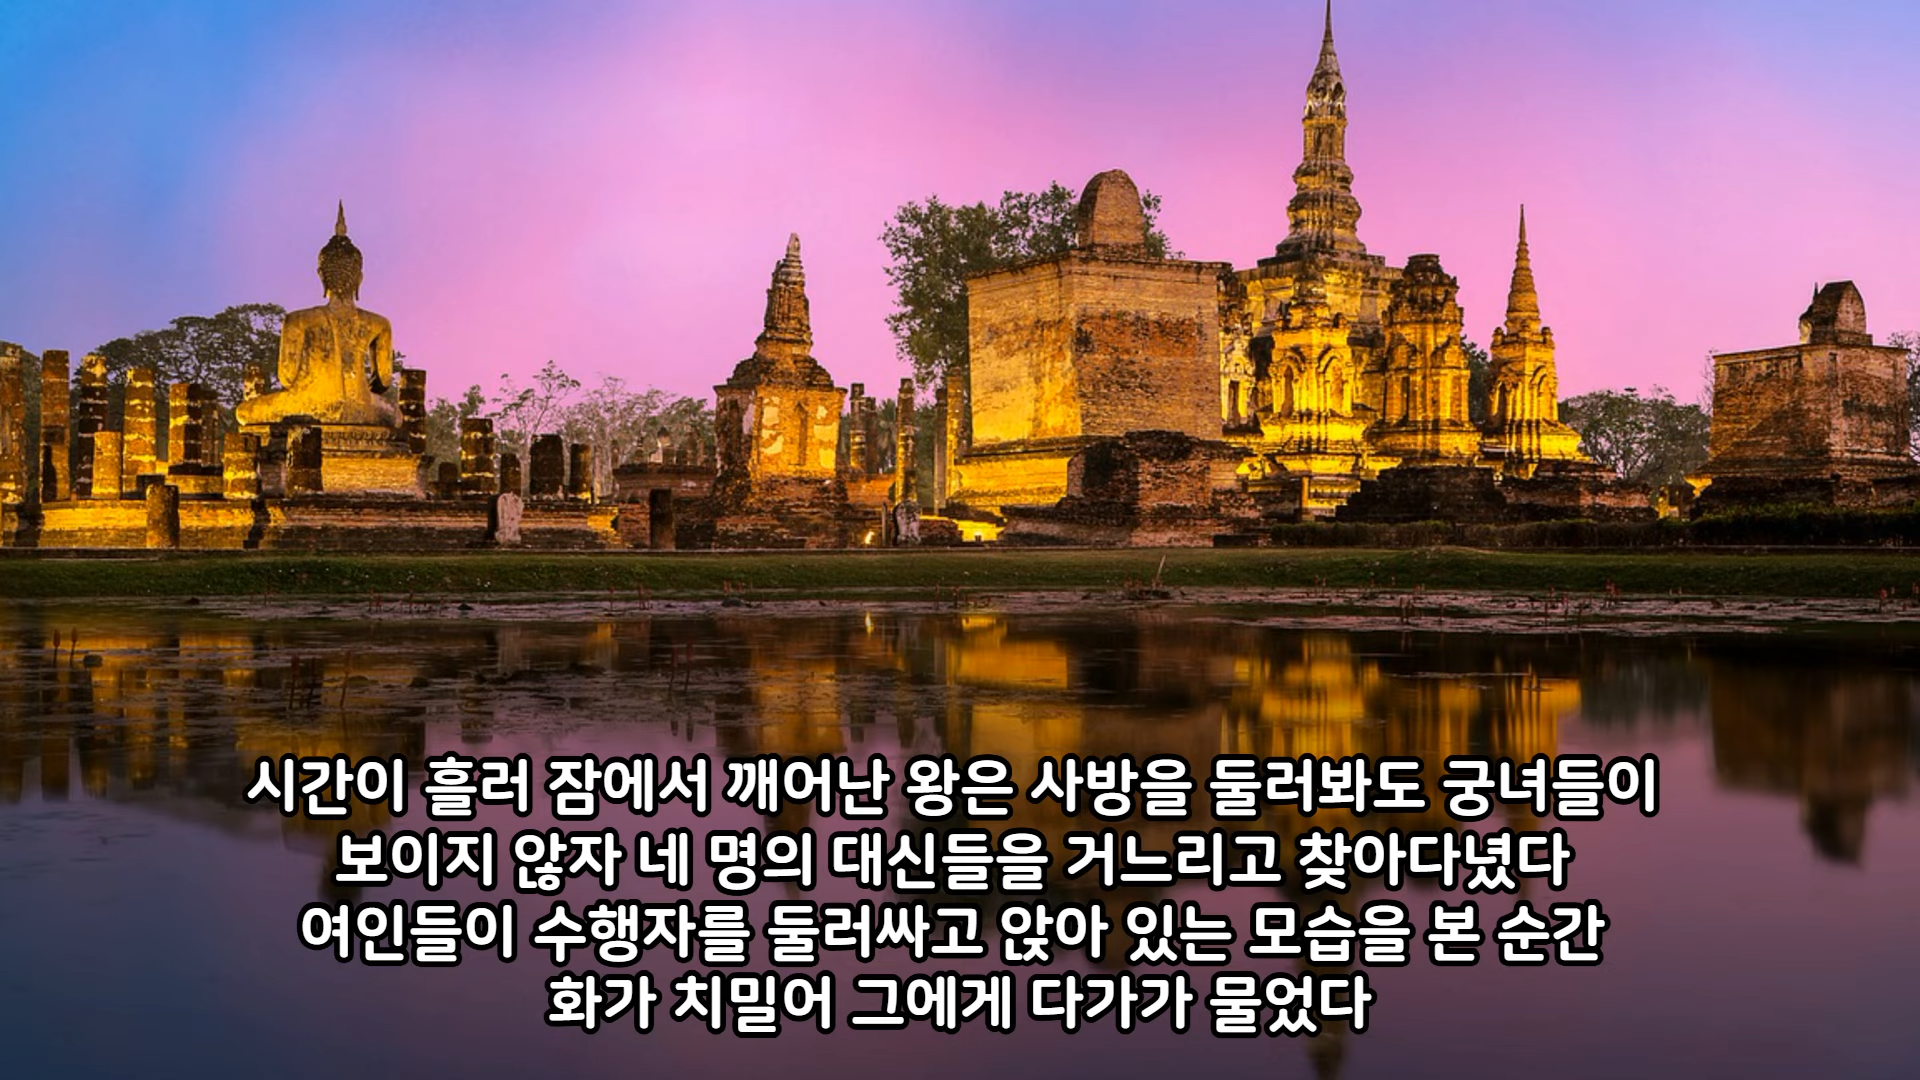 시간이 흘러 잠에서 깨어난 왕은 사방을 둘러봐도 궁녀들이
보이지 않자 네 명의 대신들을 거느리고 찾아다녔다
여인들이 수행자를 둘러싸고 앉아 있는 모습을 본 순간
화가 치밀어 그에게 다가가 물었다